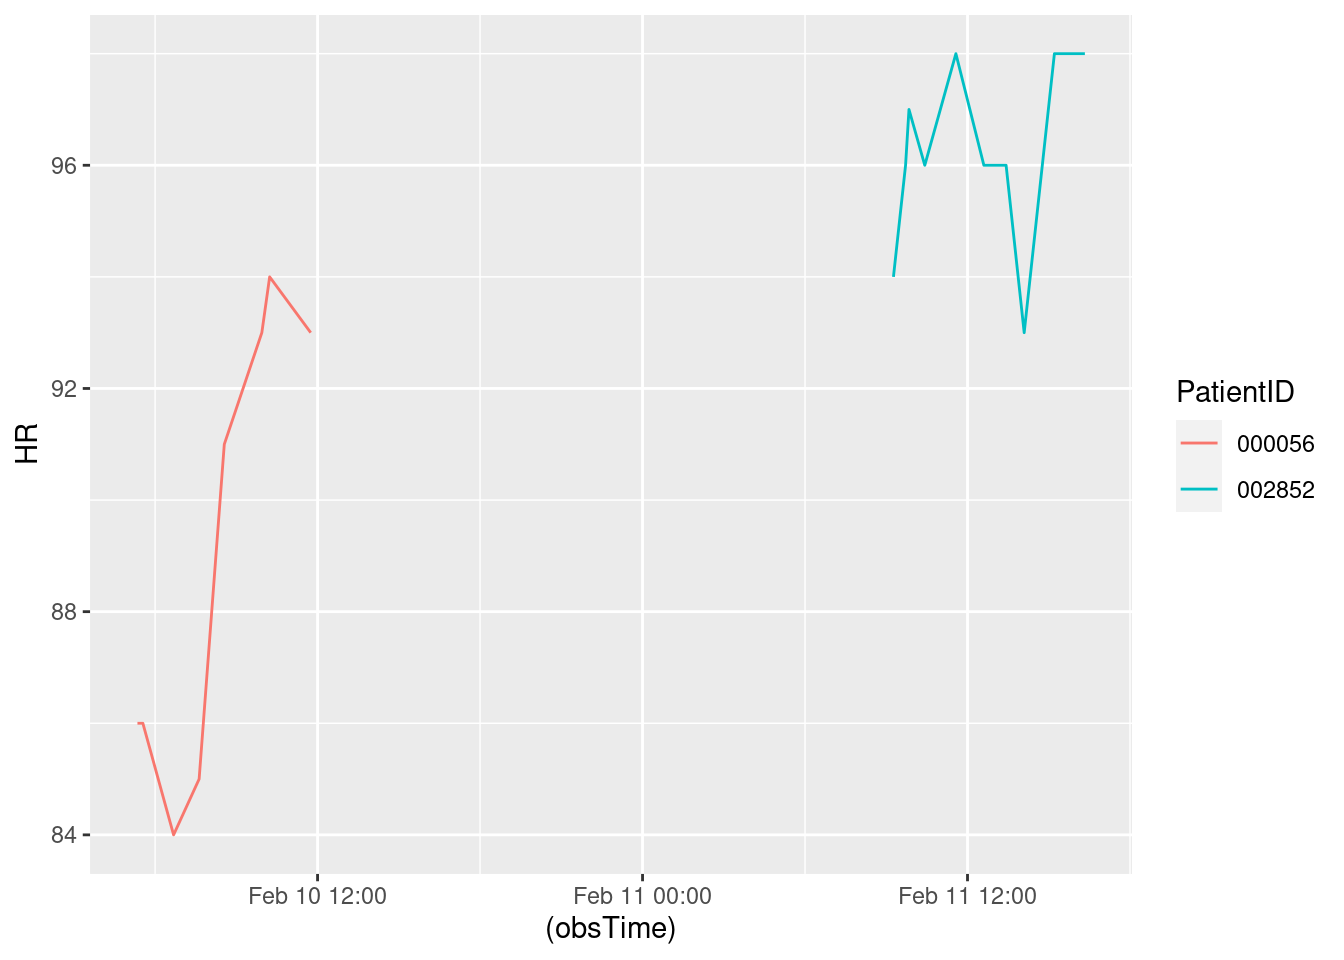 HR
96
92
88
84
Feb 10 12:00
Feb 11 00:00
Feb 11 12:00
(obsTime)
PatientID
000056
002852